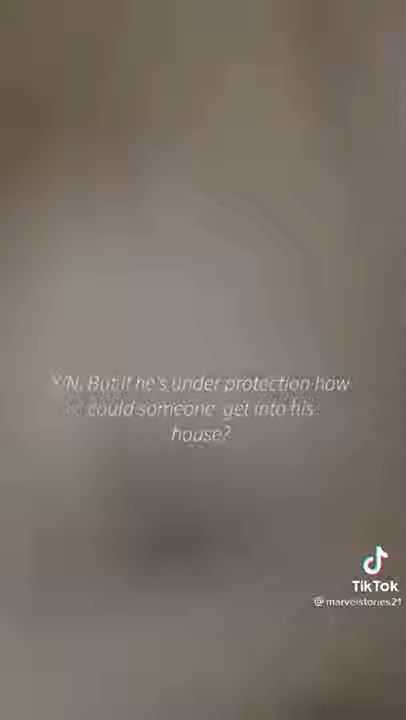 Y/N: But if he's under protection how
could someone get into his
house?
TikTok
@marvelstories21